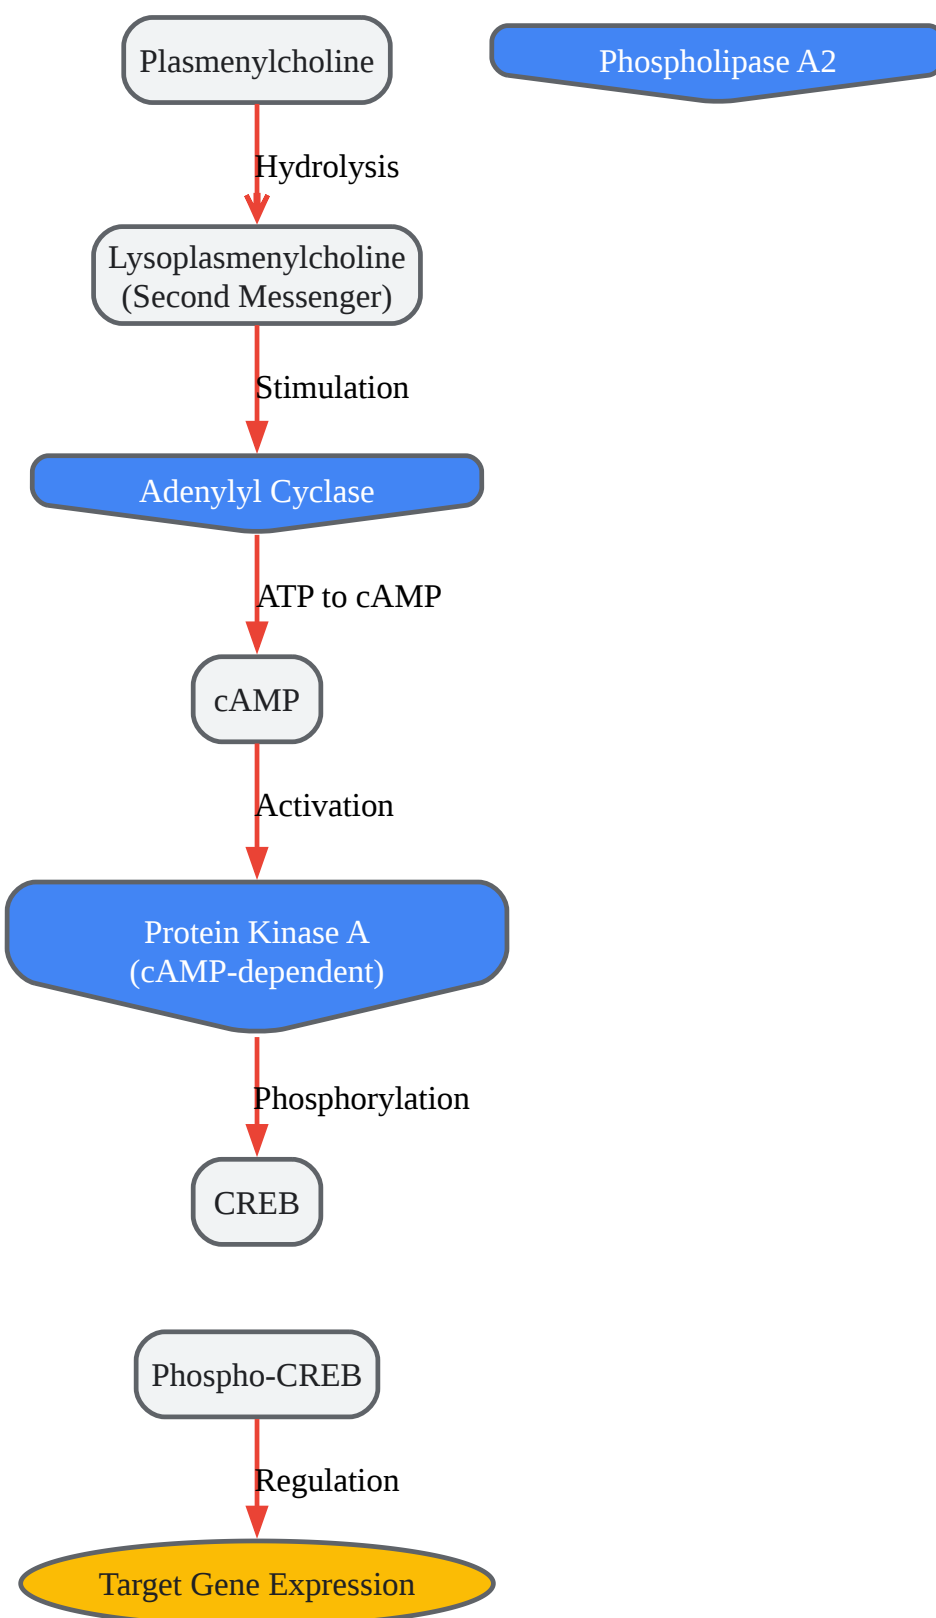 Plasmenylcholine
Phospholipase A2
Hydrolysis
Lysoplasmenylcholine
(Second Messenger)
Stimulation
Adenylyl Cyclase
ATP to cAMP
cAMP
Activation
Protein Kinase A
(cAMP-dependent)
Phosphorylation
CREB
Phospho-CREB
Regulation
Target Gene Expression